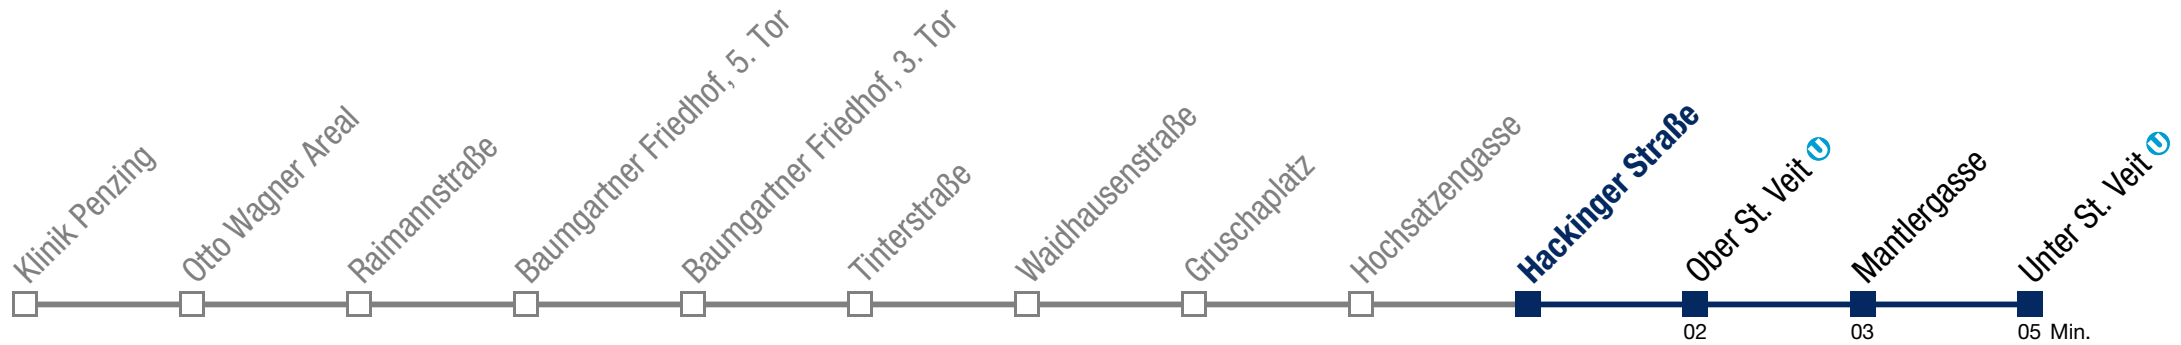 Klinik Penzing
Otto Wagner Areal
Raimannstraße
Baumgartner Friedhof, 5. Tor
Baumgartner Friedhof, 3. Tor
Tinterstraße
Waidhausenstraße
Gruschaplatz
Hochsatzengasse
Hackinger Straße
Ober St. Veit U
Mantlergasse
Unter St. Veit U
02 03 05 Min.